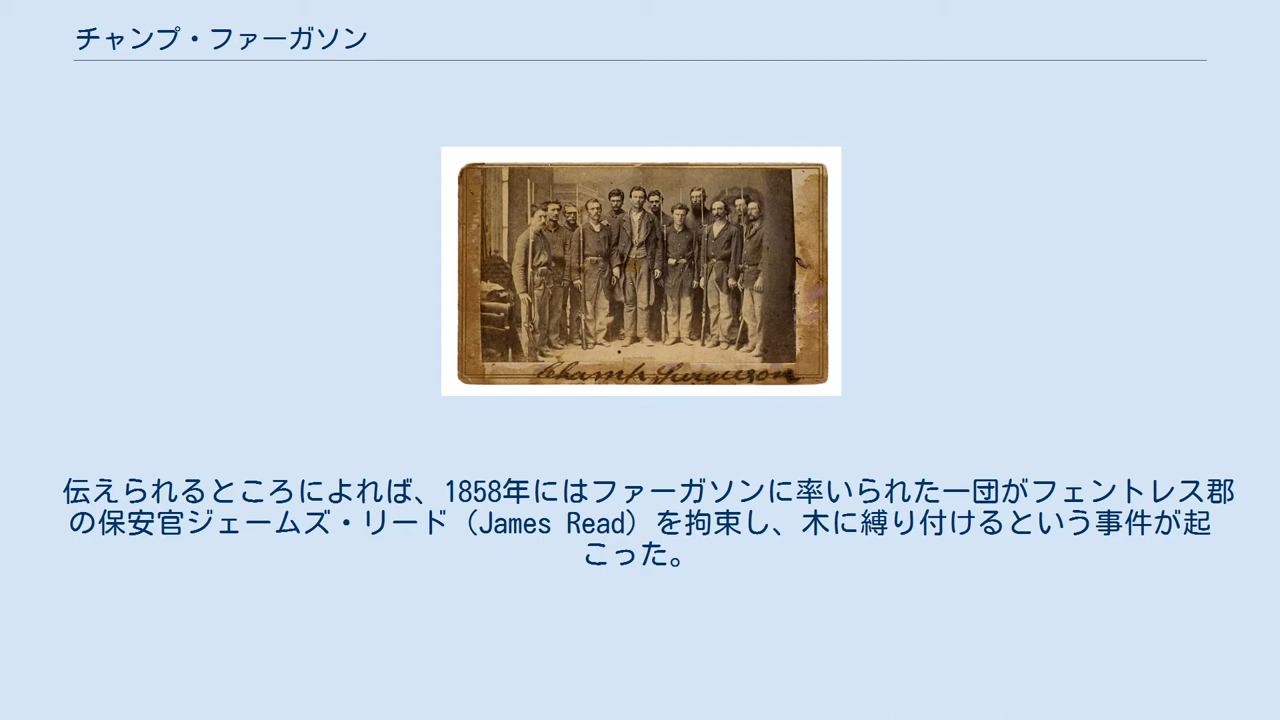 チャンプ・ファーガソン
Champ Ferguson
伝えられるところによれば、1858年にはファーガソンに率いられた一団がフェントレス郡
の保安官ジェームズ・リード（James Read）を拘束し、木に縛り付けるという事件が起
こった。